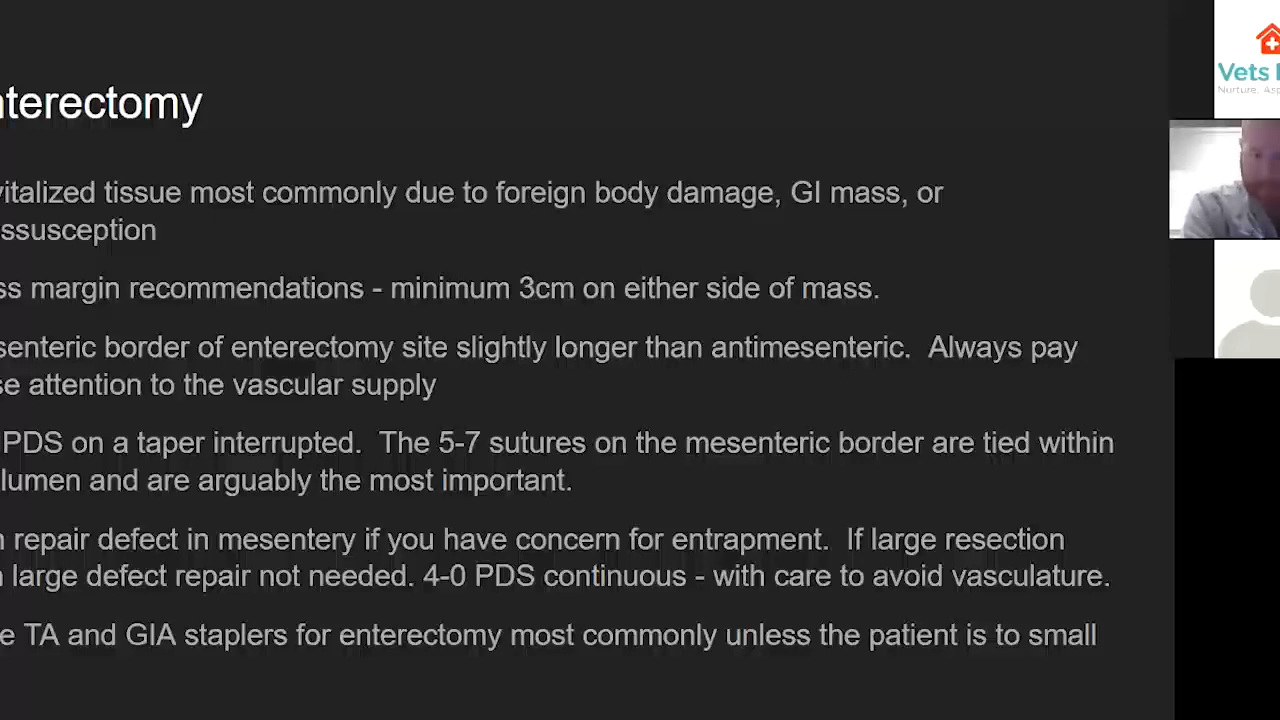 nterectomy
vitalized tissue most commonly due to foreign body damage, GI mass, or
ssusception
ss margin recommendations - minimum 3cm on either side of mass.
senteric border of enterectomy site slightly longer than antimesenteric.  Always pay
se attention to the vascular supply
PDS on a taper interrupted.  The 5-7 sutures on the mesenteric border are tied within
lumen and are arguably the most important.
n repair defect in mesentery if you have concern for entrapment.  If large resection
n large defect repair not needed. 4-0 PDS continuous - with care to avoid vasculature.
e TA and GIA staplers for enterectomy most commonly unless the patient is to small
Vets
Nurture. Asp